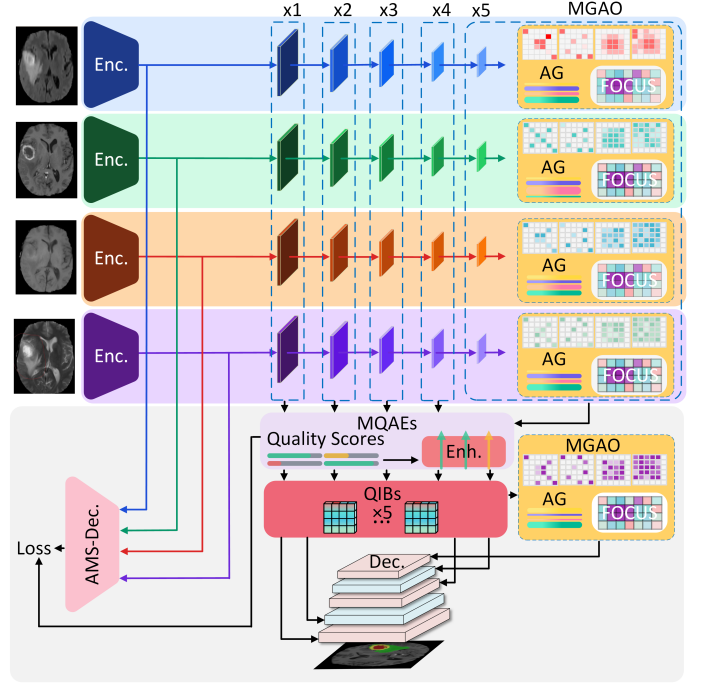 x1 x2 x3 x4 x5 MGAO
Enc.
AG
FOCUS
Enc.
AG
FOCUS
Enc.
AG
FOCUS
Enc.
AG
FOCUS
MQAEs
Quality Scores
Enh.
MGAO
AG
FOCUS
QIBs
×5
...
AMS-Dec.
Loss
Dec.